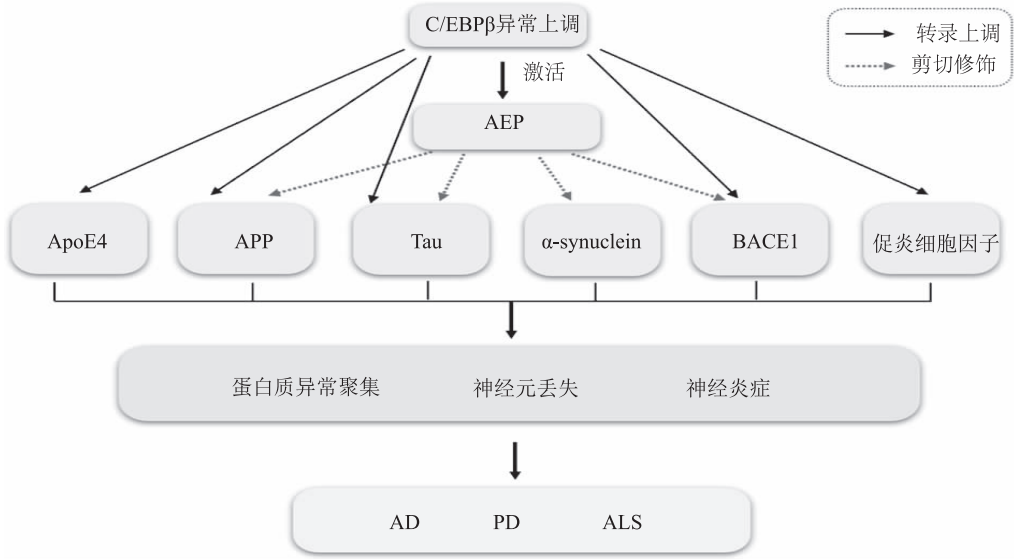 C/EBPβ异常上调
转录上调
剪切修饰
激活
AEP
ApoE4
APP
Tau
α-synuclein
BACE1
促炎细胞因子
蛋白质异常聚集 神经元丢失 神经炎症
AD PD ALS